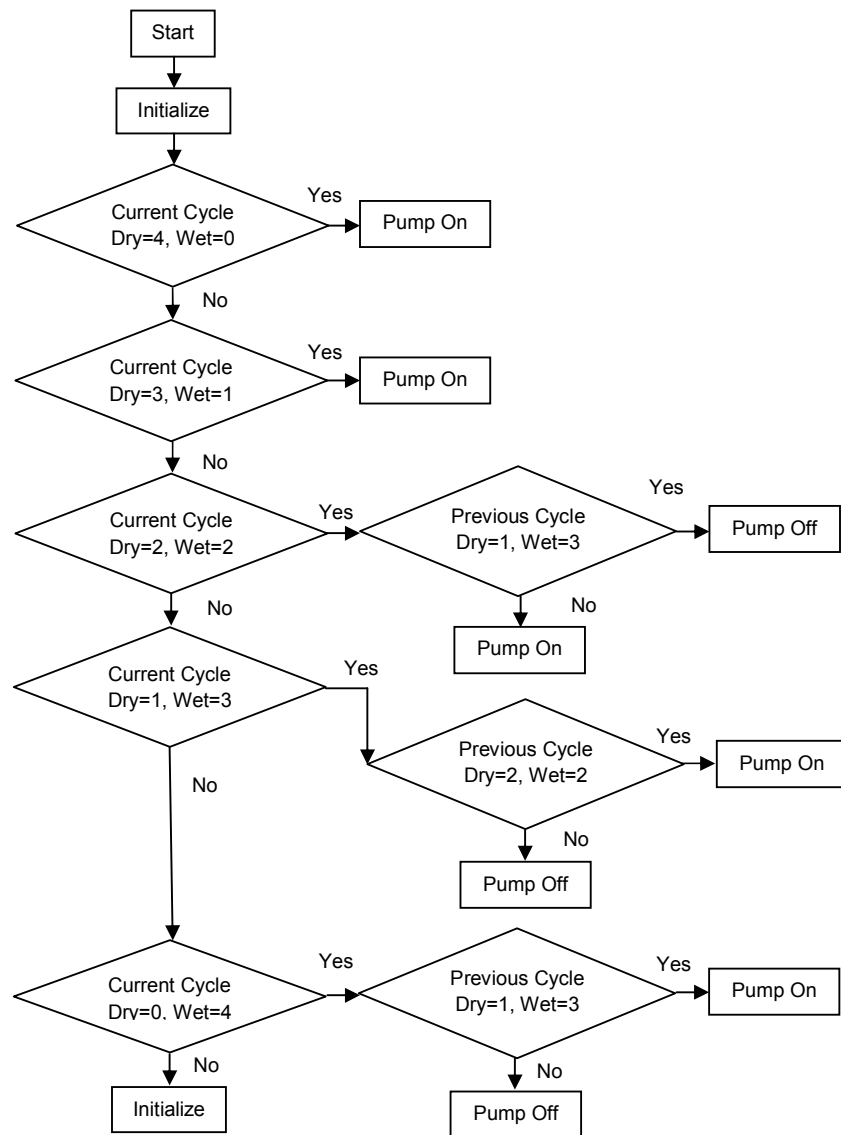 Start
Initialize
Current Cycle
Dry=4, Wet=0
Yes
Pump On
No
Current Cycle
Dry=3, Wet=1
Yes
Pump On
No
Current Cycle
Dry=2, Wet=2
Yes
Previous Cycle
Dry=1, Wet=3
Yes
Pump Off
No
Pump On
No
Current Cycle
Dry=1, Wet=3
Yes
Previous Cycle
Dry=2, Wet=2
Yes
Pump On
No
Pump Off
No
Current Cycle
Dry=0, Wet=4
Yes
Previous Cycle
Dry=1, Wet=3
Yes
Pump On
No
Pump Off
No
Initialize